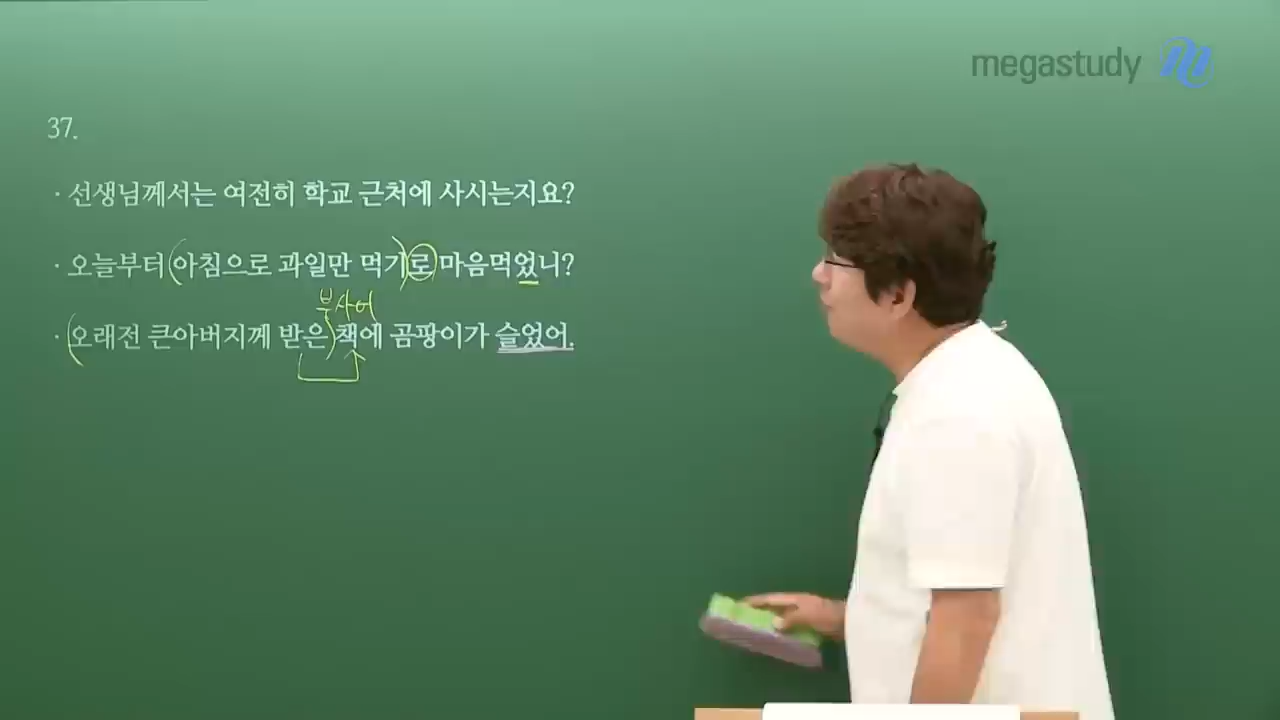 megastudy
37.
· 선생님께서는 여전히 학교 근처에 사시는지요?
· 오늘부터 (아침으로 과일만 먹기)로 마음먹었니?
부사어
· (오래전 큰아버지께 받은) 책에 곰팡이가 슬었어.